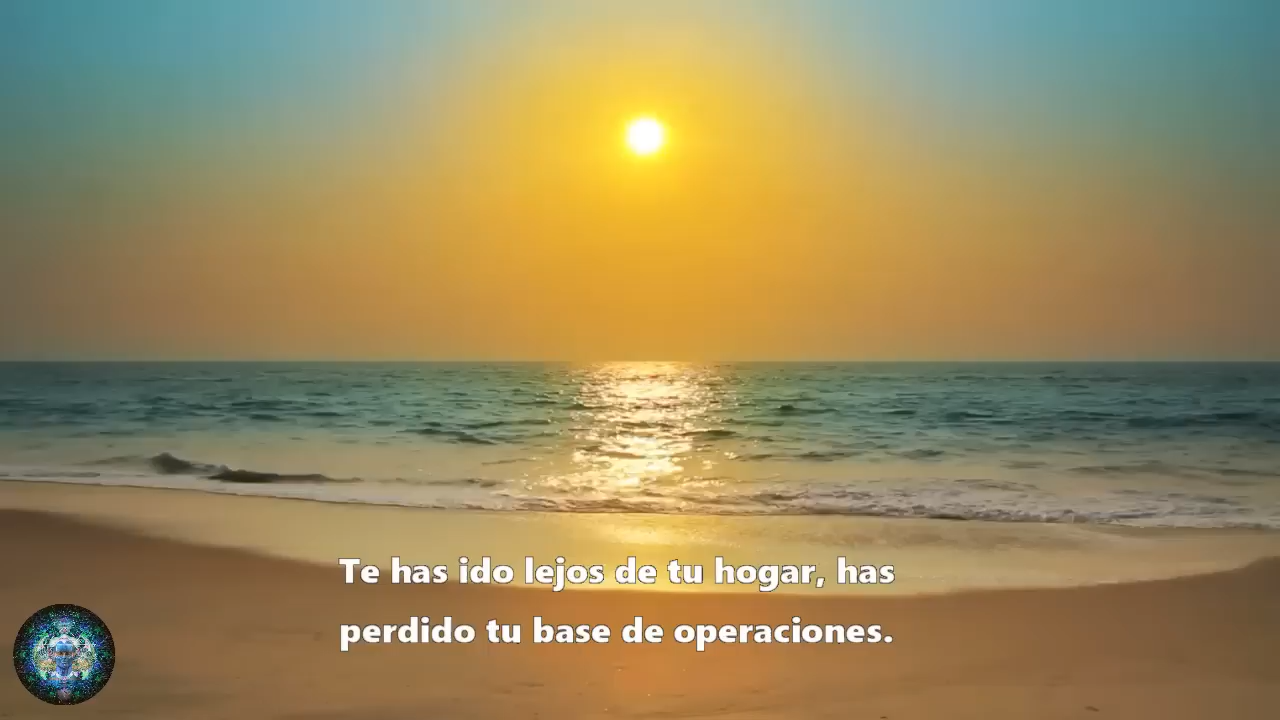 Te has ido lejos de tu hogar, has
perdido tu base de operaciones.